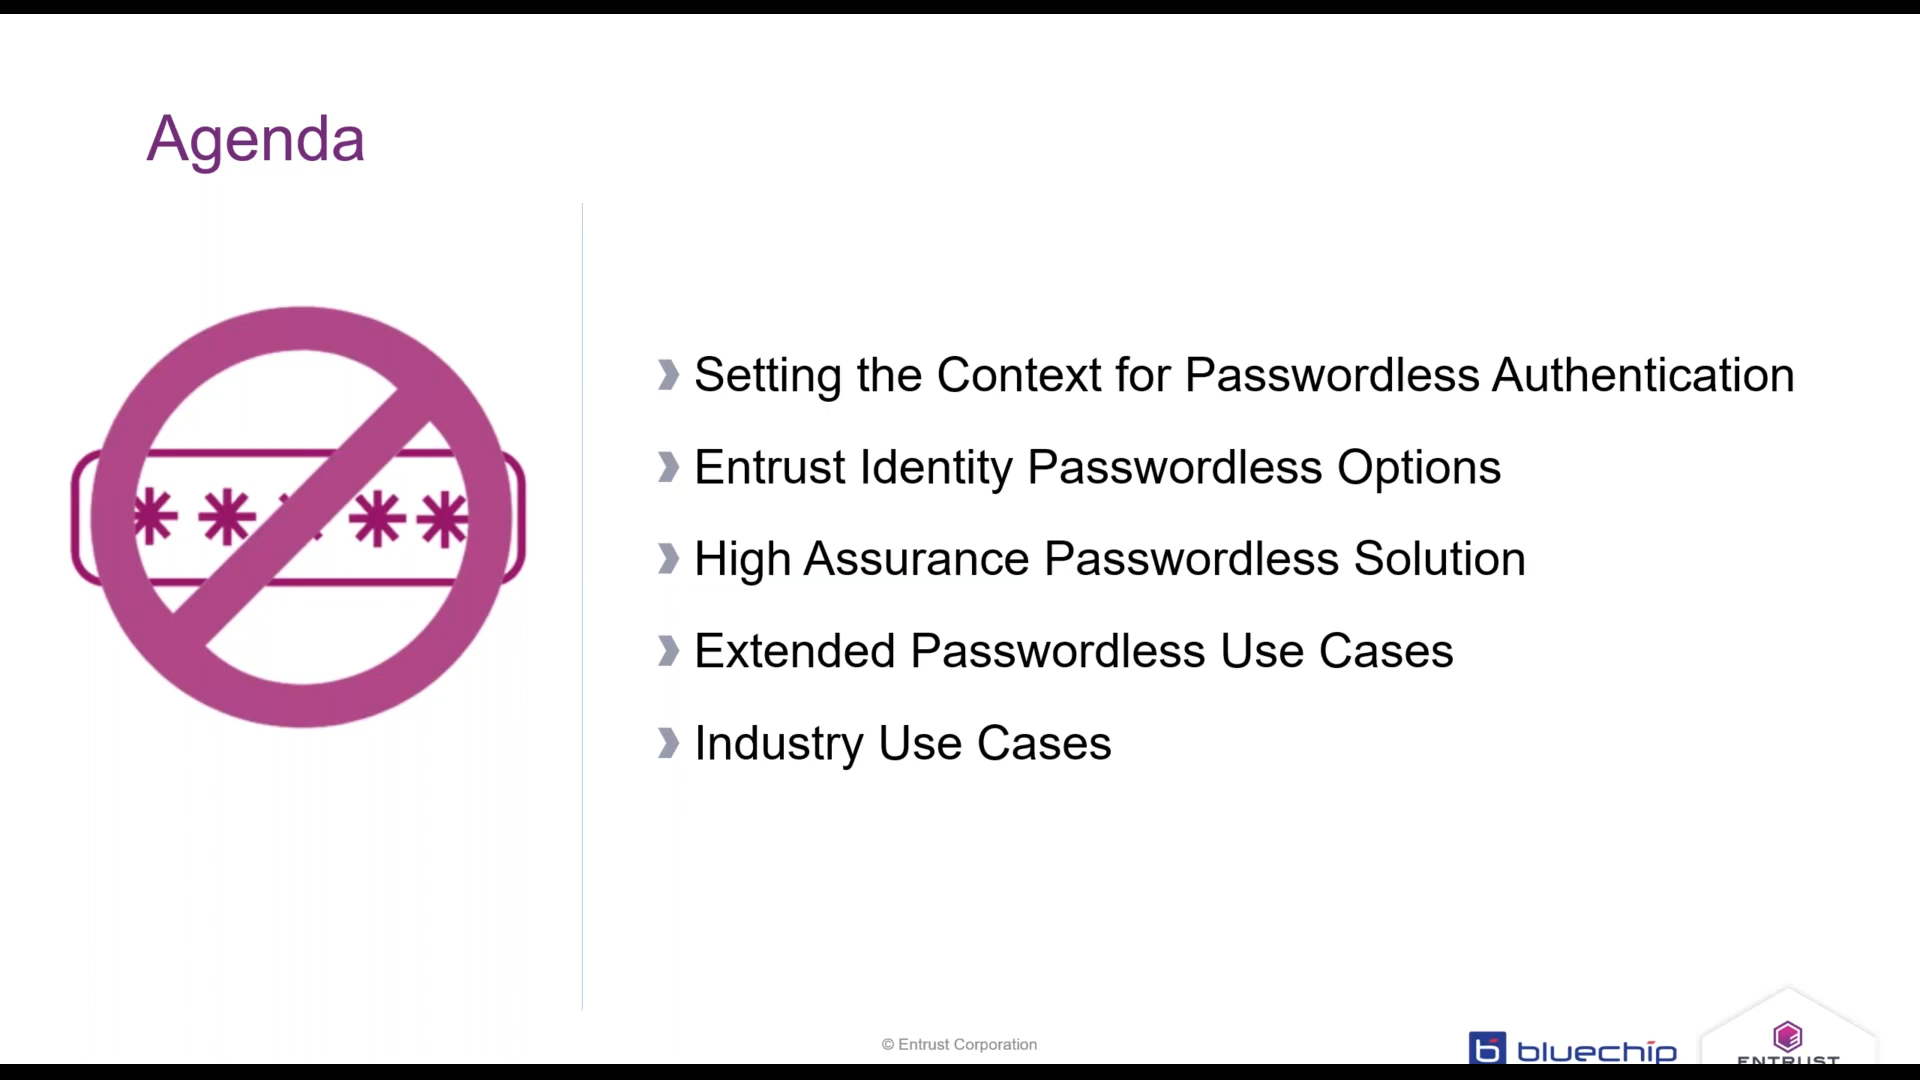 Agenda
* * * *
Setting the Context for Passwordless Authentication
Entrust Identity Passwordless Options
High Assurance Passwordless Solution
Extended Passwordless Use Cases
Industry Use Cases
© Entrust Corporation
b bluechip
ENTRUST